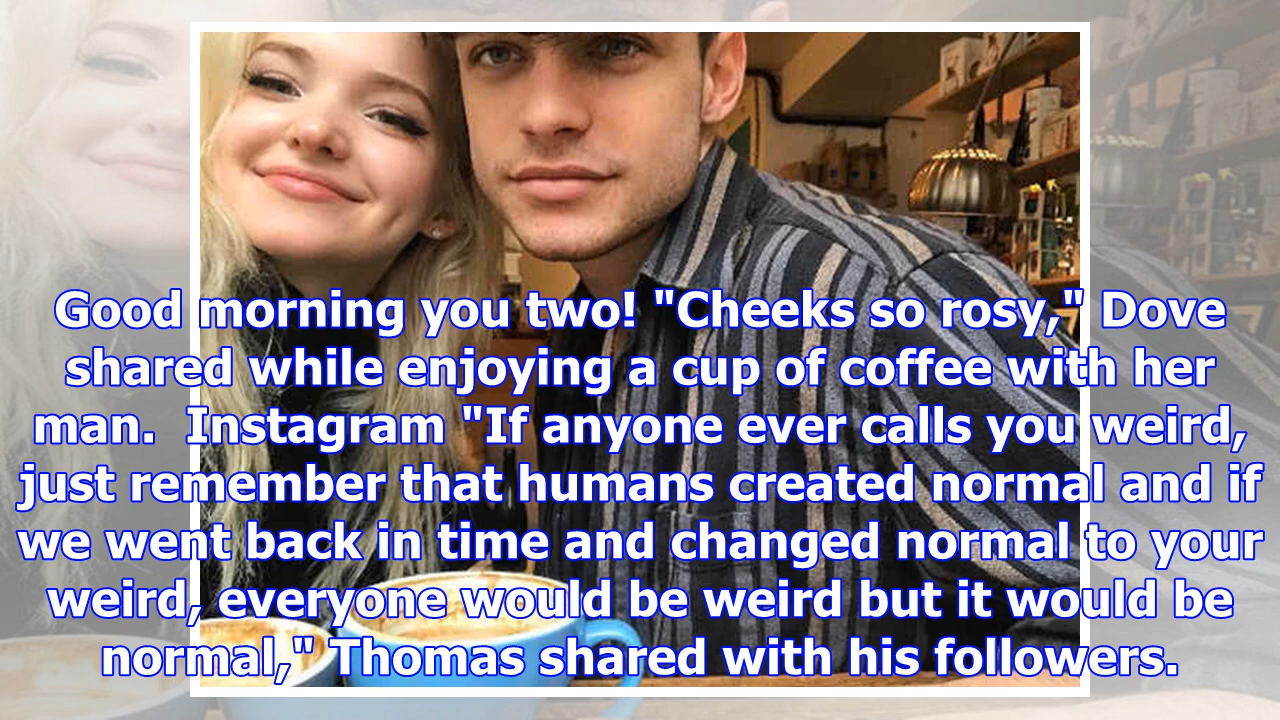 Good morning you two! "Cheeks so rosy," Dove
shared while enjoying a cup of coffee with her
man.  Instagram "If anyone ever calls you weird,
just remember that humans created normal and if
we went back in time and changed normal to your
weird, everyone would be weird but it would be
normal," Thomas shared with his followers.